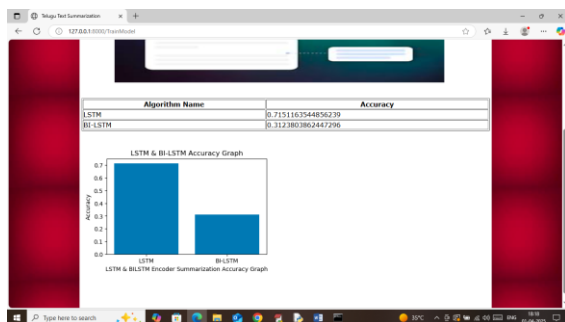 Telugu Text Summarization
127.0.0.1:8000/TrainModel
Algorithm Name Accuracy
LSTM 0.7151163544856239
BI-LSTM 0.3123803862447296
LSTM & BI-LSTM Accuracy Graph
0.7
0.6
0.5
0.4
0.3
0.2
0.1
0.0
Accuracy
LSTM BI-LSTM
LSTM & BILSTM Encoder Summarization Accuracy Graph
Type here to search
35°C
ENG
18:18